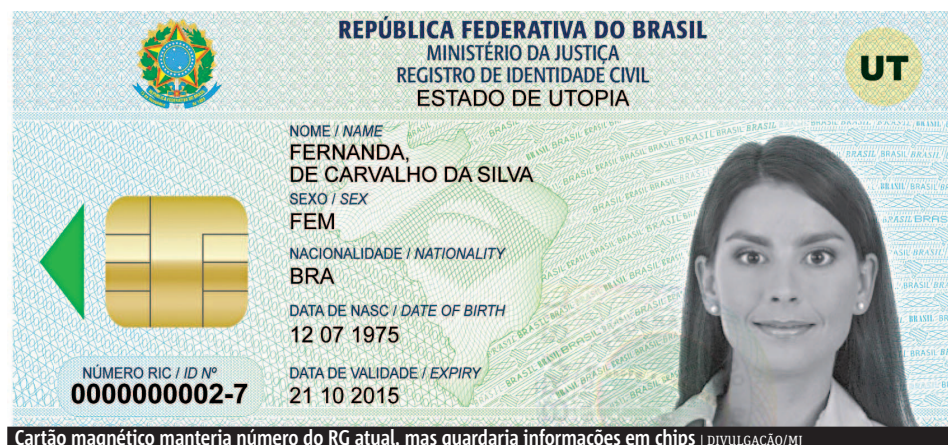 REPÚBLICA FEDERATIVA DO BRASIL
MINISTÉRIO DA JUSTIÇA
REGISTRO DE IDENTIDADE CIVIL
ESTADO DE UTOPIA
UT
NOME / NAME
FERNANDA,
DE CARVALHO DA SILVA
SEXO / SEX
FEM
NACIONALIDADE / NATIONALITY
BRA
DATA DE NASC / DATE OF BIRTH
12 07 1975
NÚMERO RIC / ID Nº
0000000002-7
DATA DE VALIDADE / EXPIRY
21 10 2015
Cartão magnético manteria número do RG atual, mas guardaria informações em chips | DIVULGAÇÃO/MJ